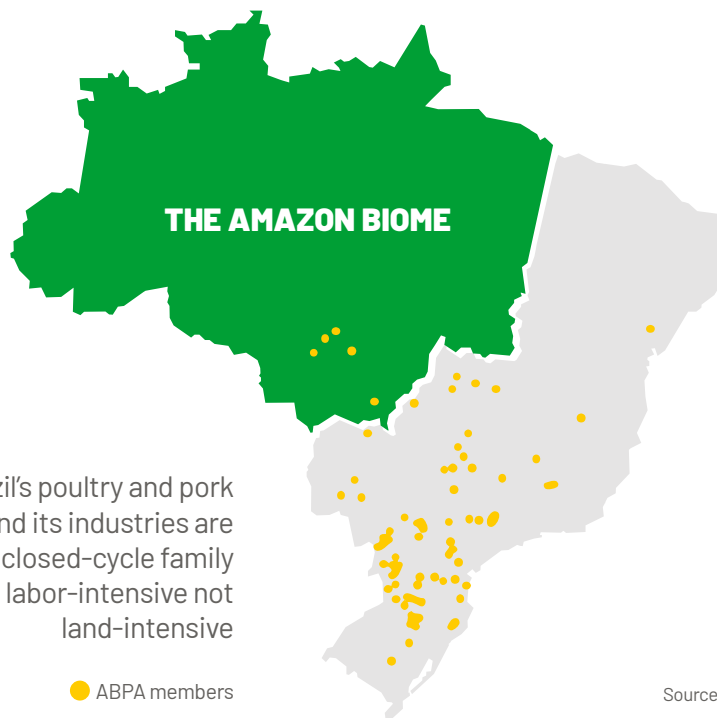 THE AMAZON BIOME
zil's poultry and pork
nd its industries are
closed-cycle family
labor-intensive not
land-intensive
ABPA members
Source